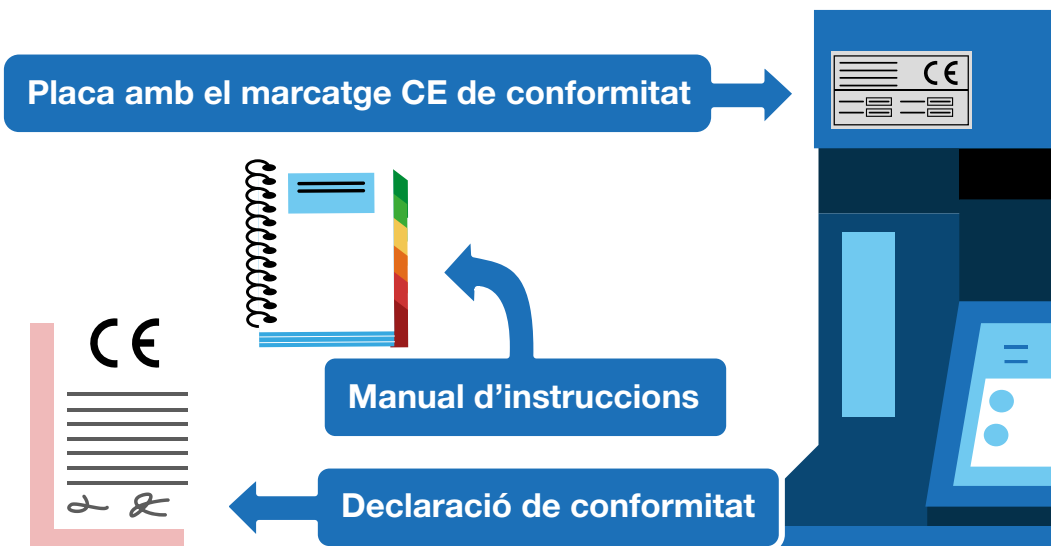 Placa amb el marcatge CE de conformitat
CE
Manual d’instruccions
CE
Declaració de conformitat